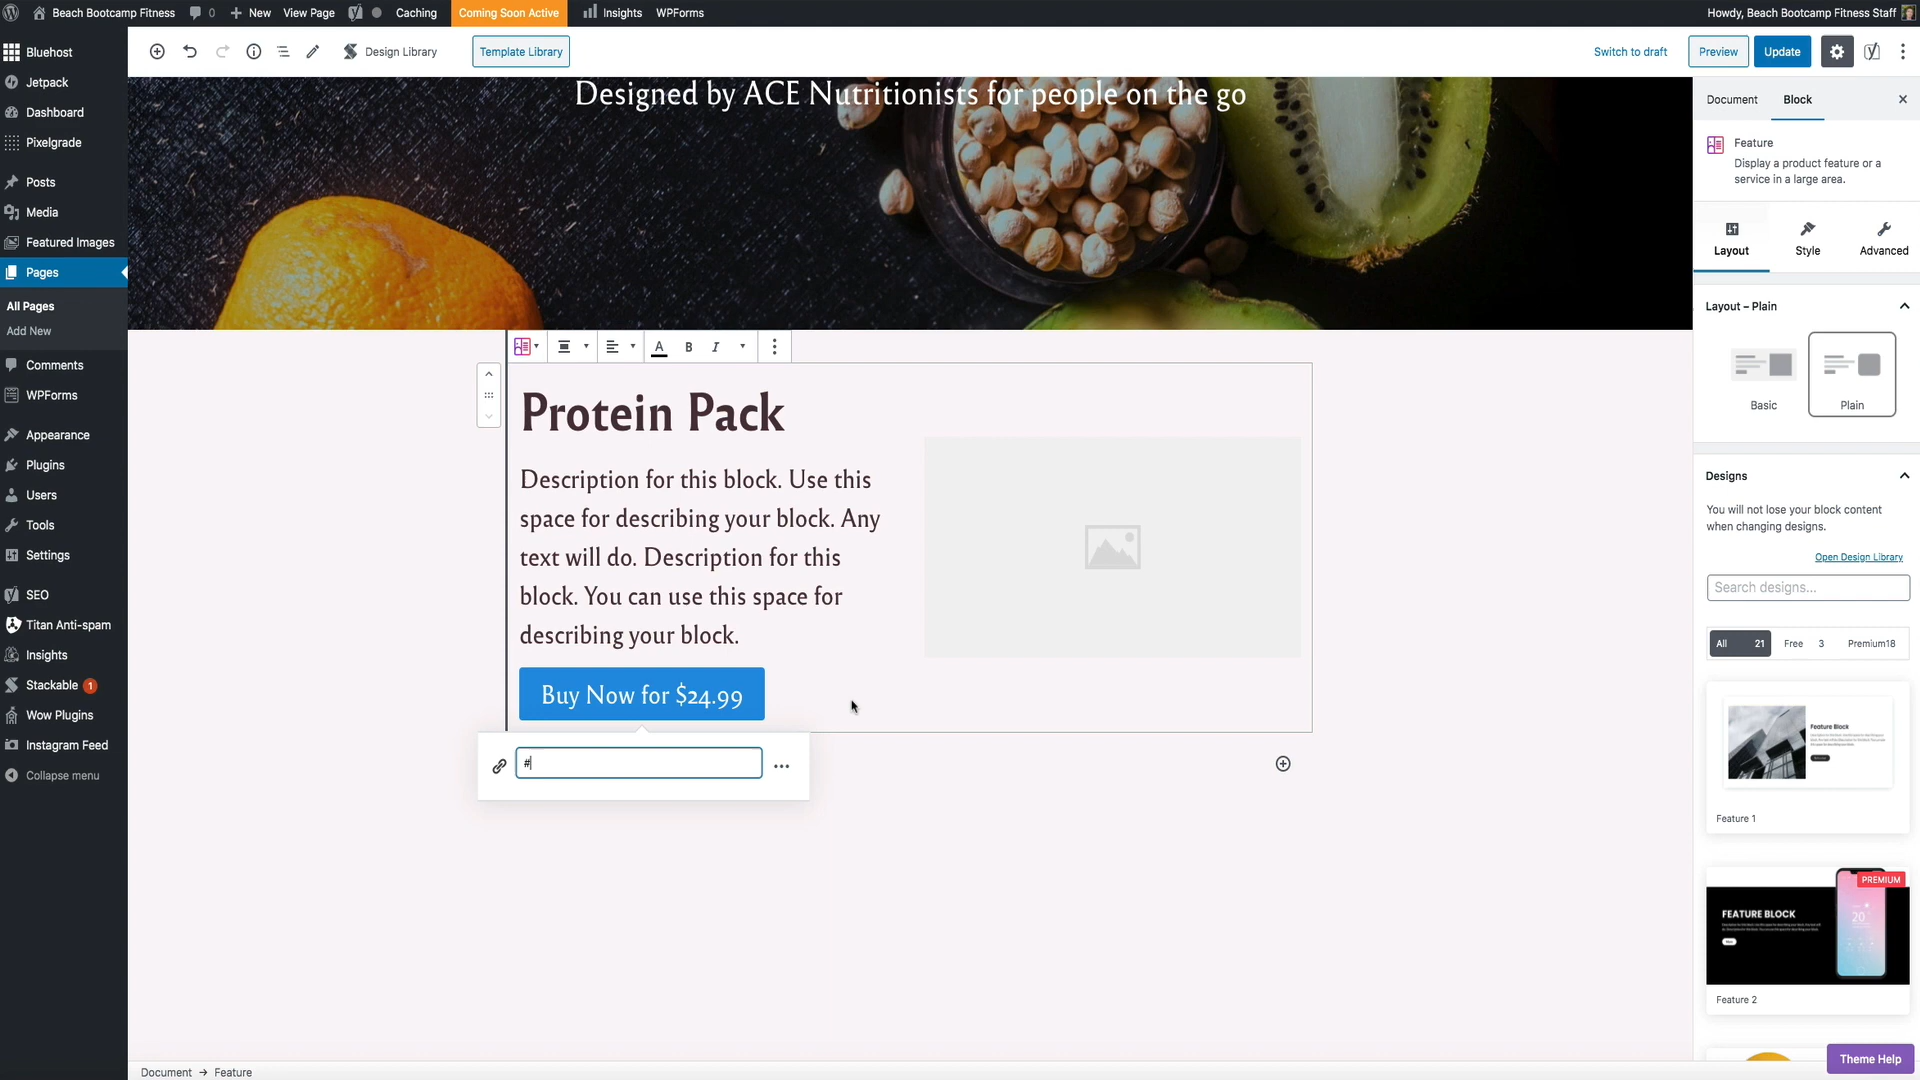 Beach Bootcamp Fitness
0
New
View Page
Caching
Coming Soon Active
Insights
WPForms
Howdy, Beach Bootcamp Fitness Staff
Bluehost
Jetpack
Dashboard
Pixelgrade
Posts
Media
Featured Images
Pages
All Pages
Add New
Comments
WPForms
Appearance
Plugins
Users
Tools
Settings
SEO
Titan Anti-spam
Insights
Stackable 1
Wow Plugins
Instagram Feed
Collapse menu
Design Library
Template Library
Switch to draft
Preview
Update
Designed by ACE Nutritionists for people on the go
A B I
Protein Pack
Description for this block. Use this
space for describing your block. Any
text will do. Description for this
block. You can use this space for
describing your block.
Buy Now for $24.99
#
Document → Feature
Document
Block
Feature
Display a product feature or a
service in a large area.
Layout
Style
Advanced
Layout – Plain
Basic
Plain
Designs
You will not lose your block content
when changing designs.
Open Design Library
Search designs...
All 21
Free 3
Premium18
Feature Block
Feature 1
PREMIUM
FEATURE BLOCK
20
Feature 2
Theme Help